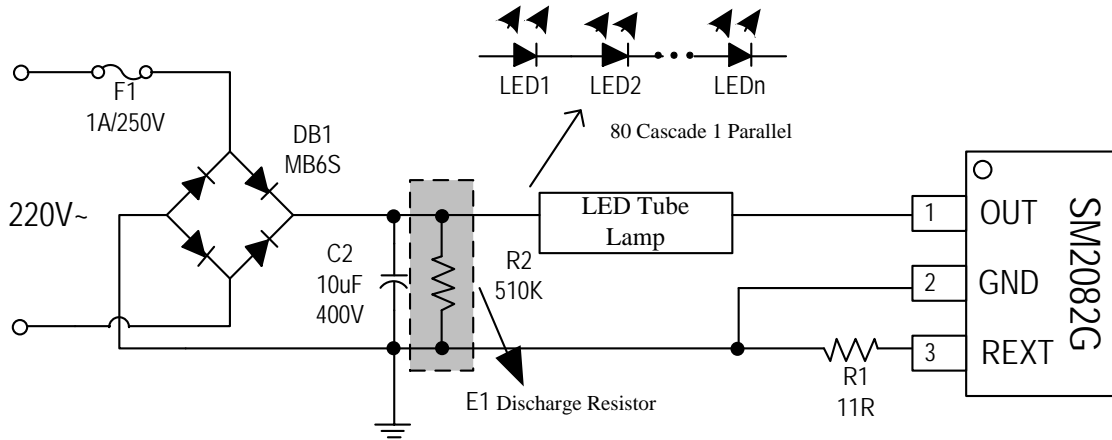 LED1
LED2
LEDn
80 Cascade 1 Parallel
F1
1A/250V
DB1
MB6S
220V~
C2
10uF
400V
R2
510K
LED Tube
Lamp
E1 Discharge Resistor
R1
11R
1
OUT
2
GND
3
REXT
SM2082G